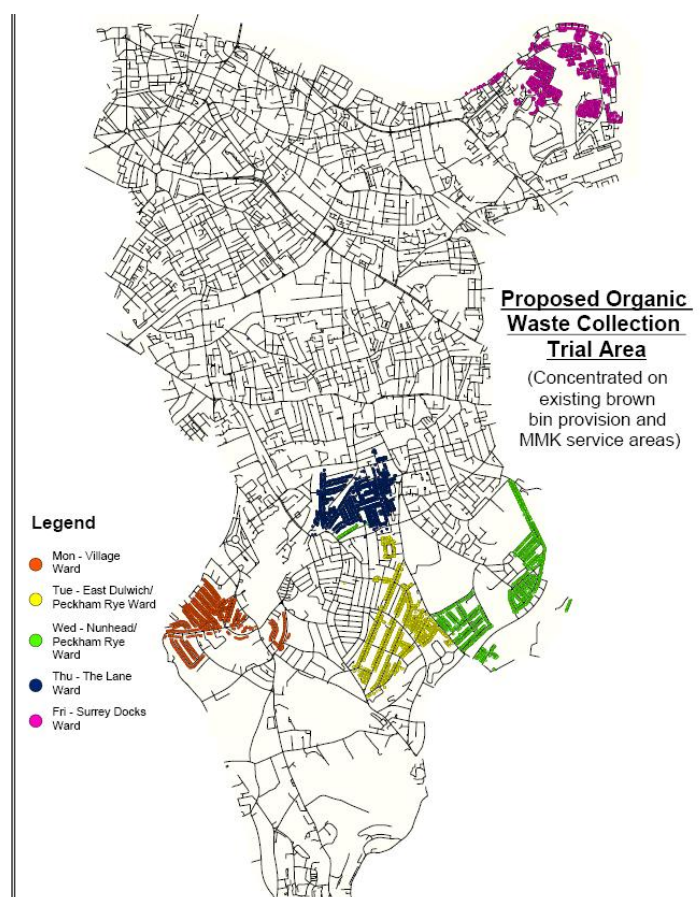 Proposed Organic
Waste Collection
Trial Area
(Concentrated on
existing brown
bin provision and
MMK service areas)
Legend
Mon - Village
Ward
Tue - East Dulwich/
Peckham Rye Ward
Wed - Nunhead/
Peckham Rye
Ward
Thu - The Lane
Ward
Fri - Surrey Docks
Ward